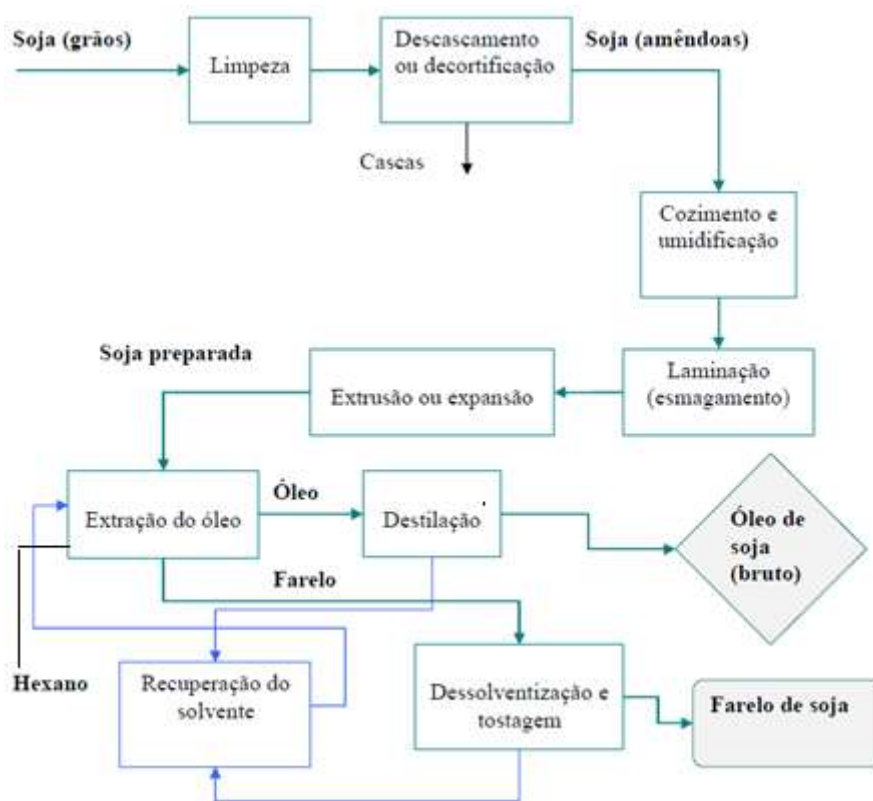 Soja (grãos)
Limpeza
Descascamento
ou decortificação
Soja (amêndoas)
Cascas
Cozimento e
umidificação
Laminação
(esmagamento)
Extrusão ou expansão
Soja preparada
Extração do óleo
Óleo
Destilação
Óleo de
soja
(bruto)
Farelo
Hexano
Recuperação do
solvente
Dessolventização e
tostagem
Farelo de soja